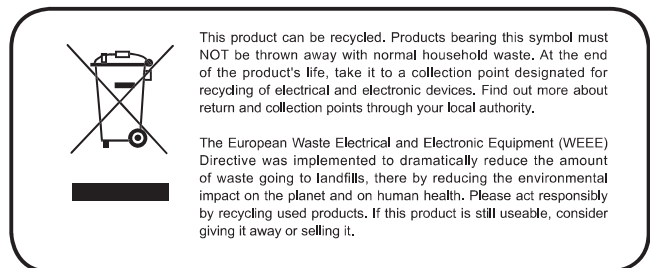 This product can be recycled. Products bearing this symbol must
NOT be thrown away with normal household waste. At the end
of the product's life, take it to a collection point designated for
recycling of electrical and electronic devices. Find out more about
return and collection points through your local authority.
The European Waste Electrical and Electronic Equipment (WEEE)
Directive was implemented to dramatically reduce the amount
of waste going to landfills, there by reducing the environmental
impact on the planet and on human health. Please act responsibly
by recycling used products. If this product is still useable, consider
giving it away or selling it.